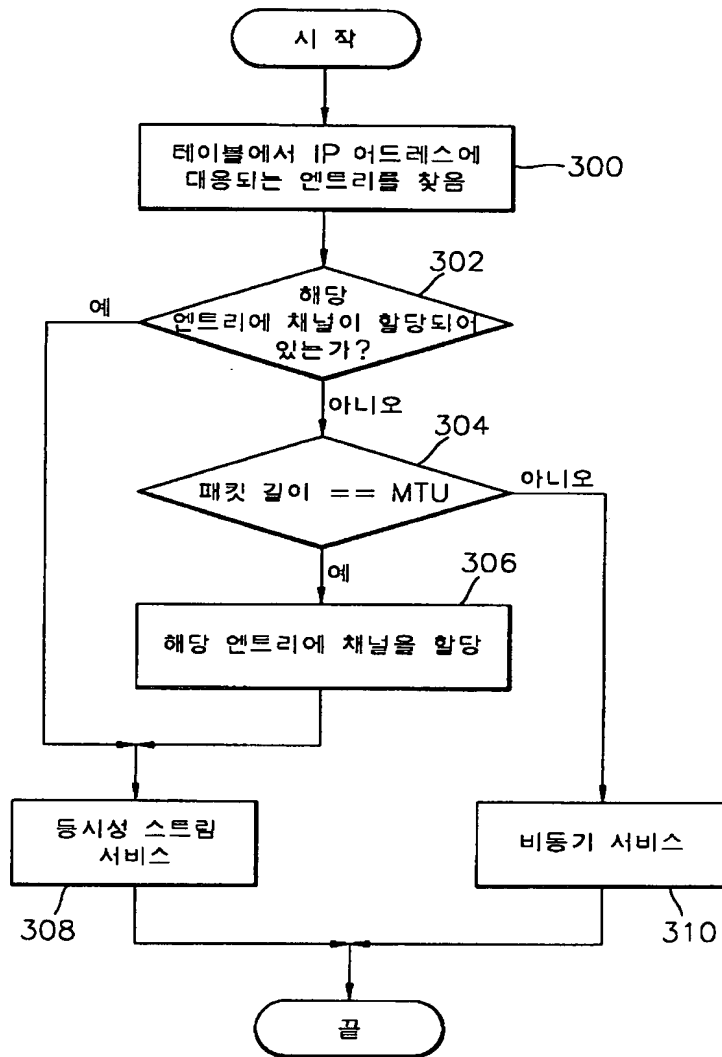 시 작
테이블에서 IP 어드레스에
대응되는 엔트리를 찾음
300
302
예
해당
엔트리에 채널이 할당되어
있는가?
아니오
304
패킷 길이 == MTU
아니오
예
306
해당 엔트리에 채널을 할당
등시성 스트림
서비스
308
비동기 서비스
310
끝